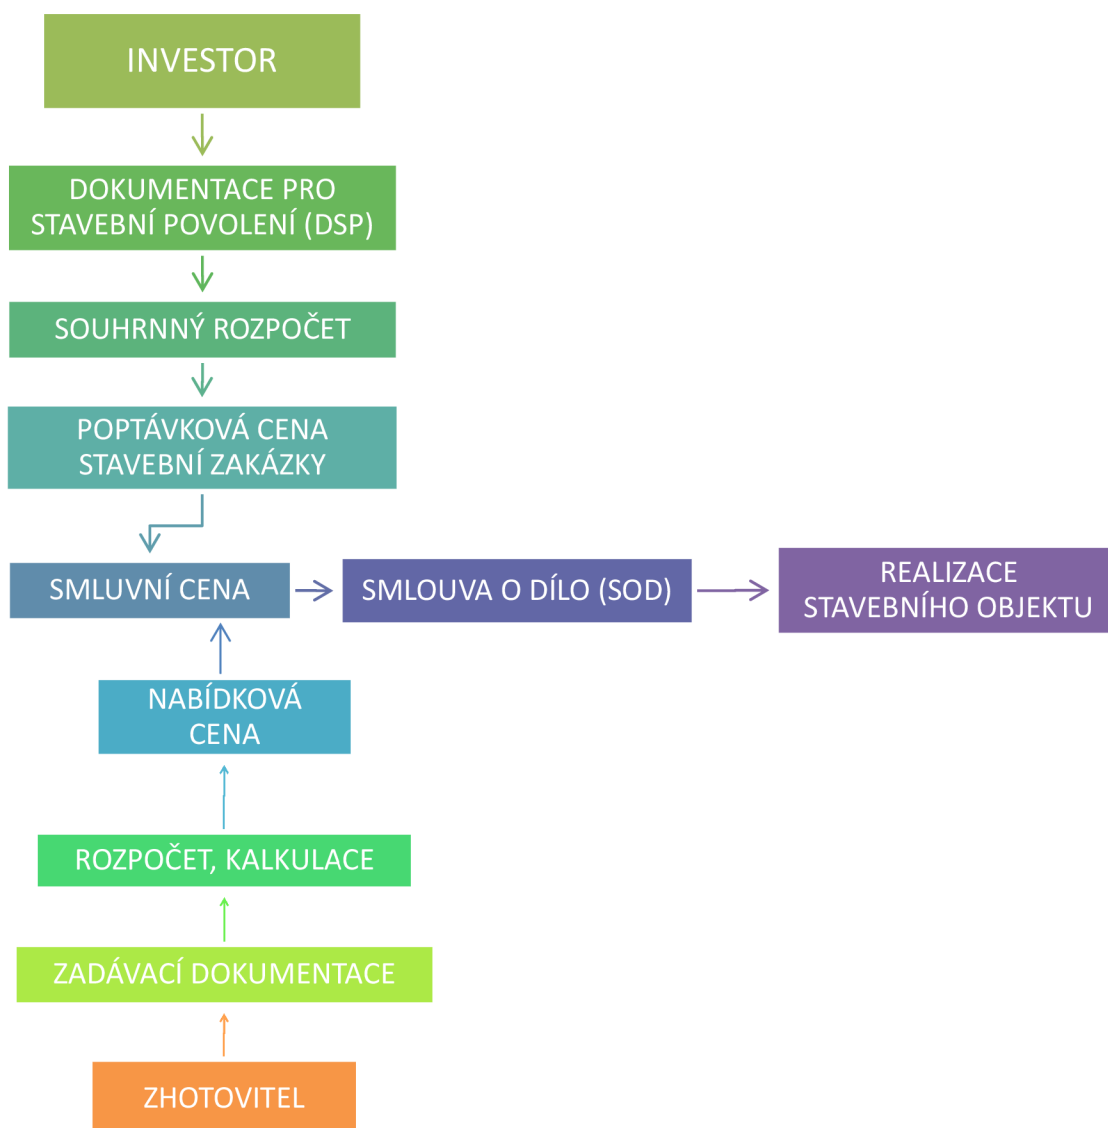 INVESTOR
DOKUMENTACE PRO
STAVEBNÍ POVOLENÍ (DSP)
SOUHRNNÝ ROZPOČET
POPTÁVKOVÁ CENA
STAVEBNÍ ZAKÁZKY
SMLUVNÍ CENA
SMLOUVA O DÍLO (SOD)
REALIZACE
STAVEBNÍHO OBJEKTU
NABÍDKOVÁ
CENA
ROZPOČET, KALKULACE
ZADÁVACÍ DOKUMENTACE
ZHOTOVITEL